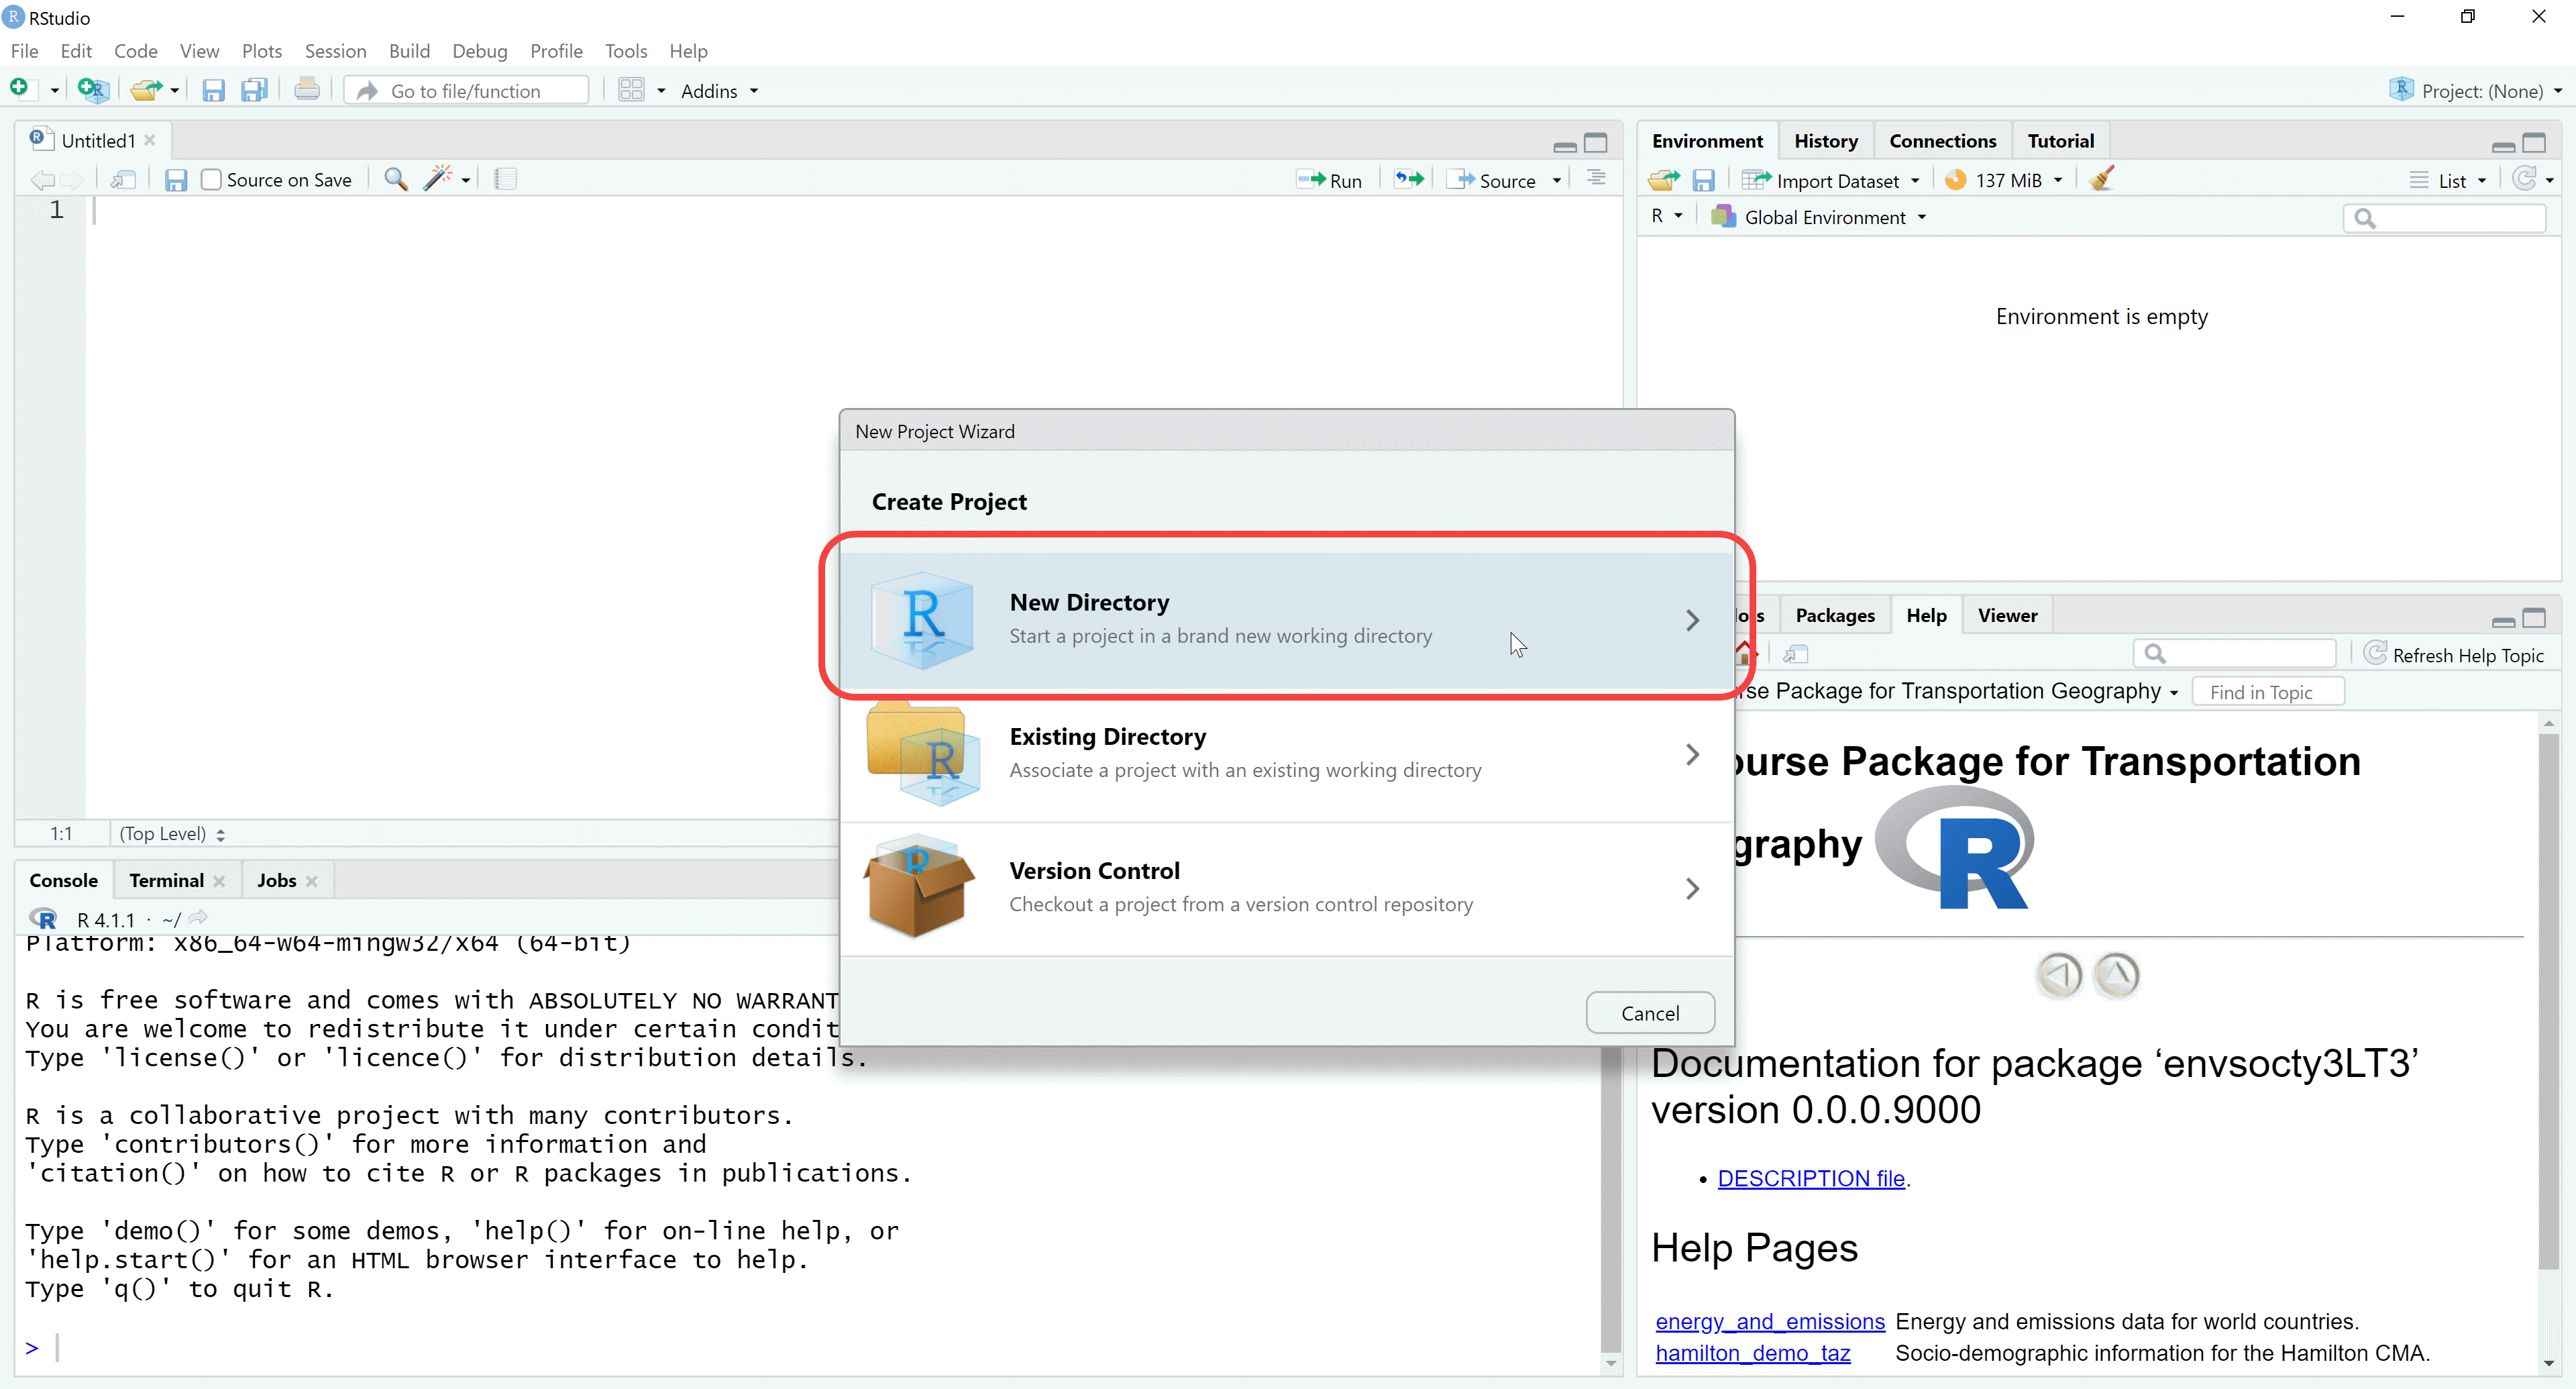 RStudio
File Edit Code View Plots Session Build Debug Profile Tools Help
Go to file/function Addins Project: (None)
Untitled1
Source on Save Run Source
1
1:1 (Top Level)
Environment History Connections Tutorial
Import Dataset 137 MiB List
R Global Environment
Environment is empty
New Project Wizard
Create Project
New Directory
Start a project in a brand new working directory
Existing Directory
Associate a project with an existing working directory
Version Control
Checkout a project from a version control repository
Cancel
Console Terminal Jobs
R 4.1.1 · ~/
Platform: x86_64-w64-mingw32/x64 (64-bit)
R is free software and comes with ABSOLUTELY NO WARRANT
You are welcome to redistribute it under certain condit
Type 'license()' or 'licence()' for distribution details.
R is a collaborative project with many contributors.
Type 'contributors()' for more information and
'citation()' on how to cite R or R packages in publications.
Type 'demo()' for some demos, 'help()' for on-line help, or
'help.start()' for an HTML browser interface to help.
Type 'q()' to quit R.
>
Packages Help Viewer
Refresh Help Topic
rse Package for Transportation Geography Find in Topic
urse Package for Transportation
graphy R
Documentation for package ‘envsocty3LT3’
version 0.0.0.9000
• DESCRIPTION file.
Help Pages
energy_and_emissions Energy and emissions data for world countries.
hamilton_demo_taz Socio-demographic information for the Hamilton CMA.